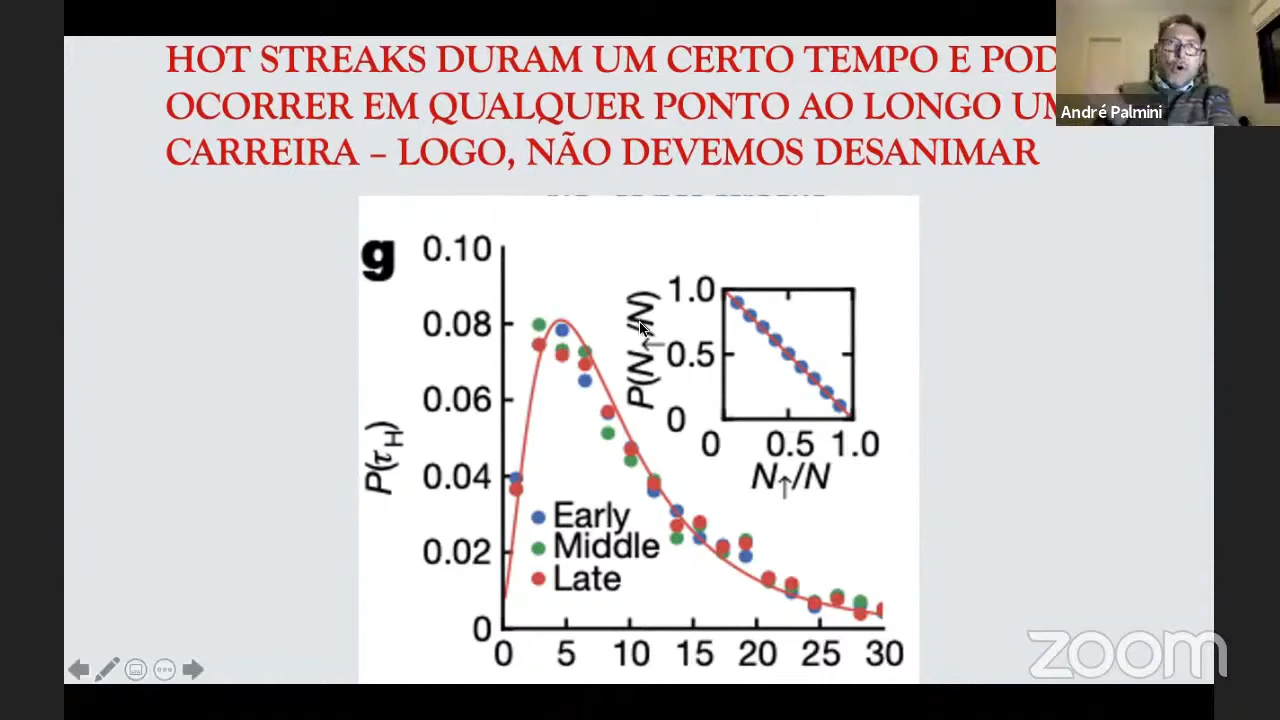 HOT STREAKS DURAM UM CERTO TEMPO E POD
OCORRER EM QUALQUER PONTO AO LONGO UM
CARREIRA – LOGO, NÃO DEVEMOS DESANIMAR
André Palmini
g
P(τH)
0.10
0.08
0.06
0.04
0.02
0
0 5 10 15 20 25 30
Early
Middle
Late
P(N↑/N)
1.0
0.5
0
0 0.5 1.0
N↑/N
zoom